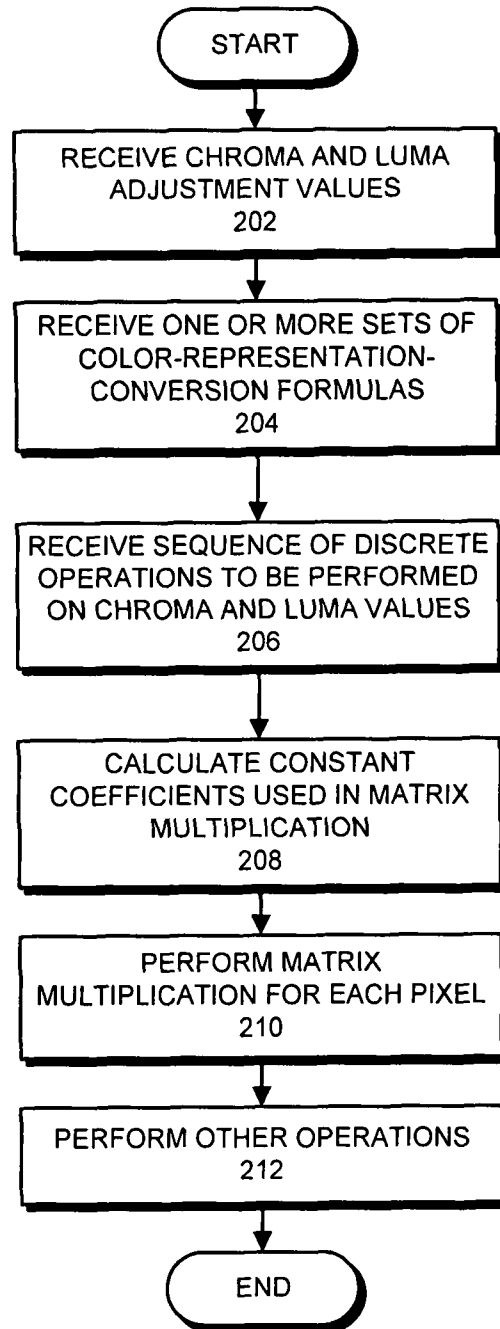 START
RECEIVE CHROMA AND LUMA
ADJUSTMENT VALUES
202
RECEIVE ONE OR MORE SETS OF
COLOR-REPRESENTATION-
CONVERSION FORMULAS
204
RECEIVE SEQUENCE OF DISCRETE
OPERATIONS TO BE PERFORMED
ON CHROMA AND LUMA VALUES
206
CALCULATE CONSTANT
COEFFICIENTS USED IN MATRIX
MULTIPLICATION
208
PERFORM MATRIX
MULTIPLICATION FOR EACH PIXEL
210
PERFORM OTHER OPERATIONS
212
END